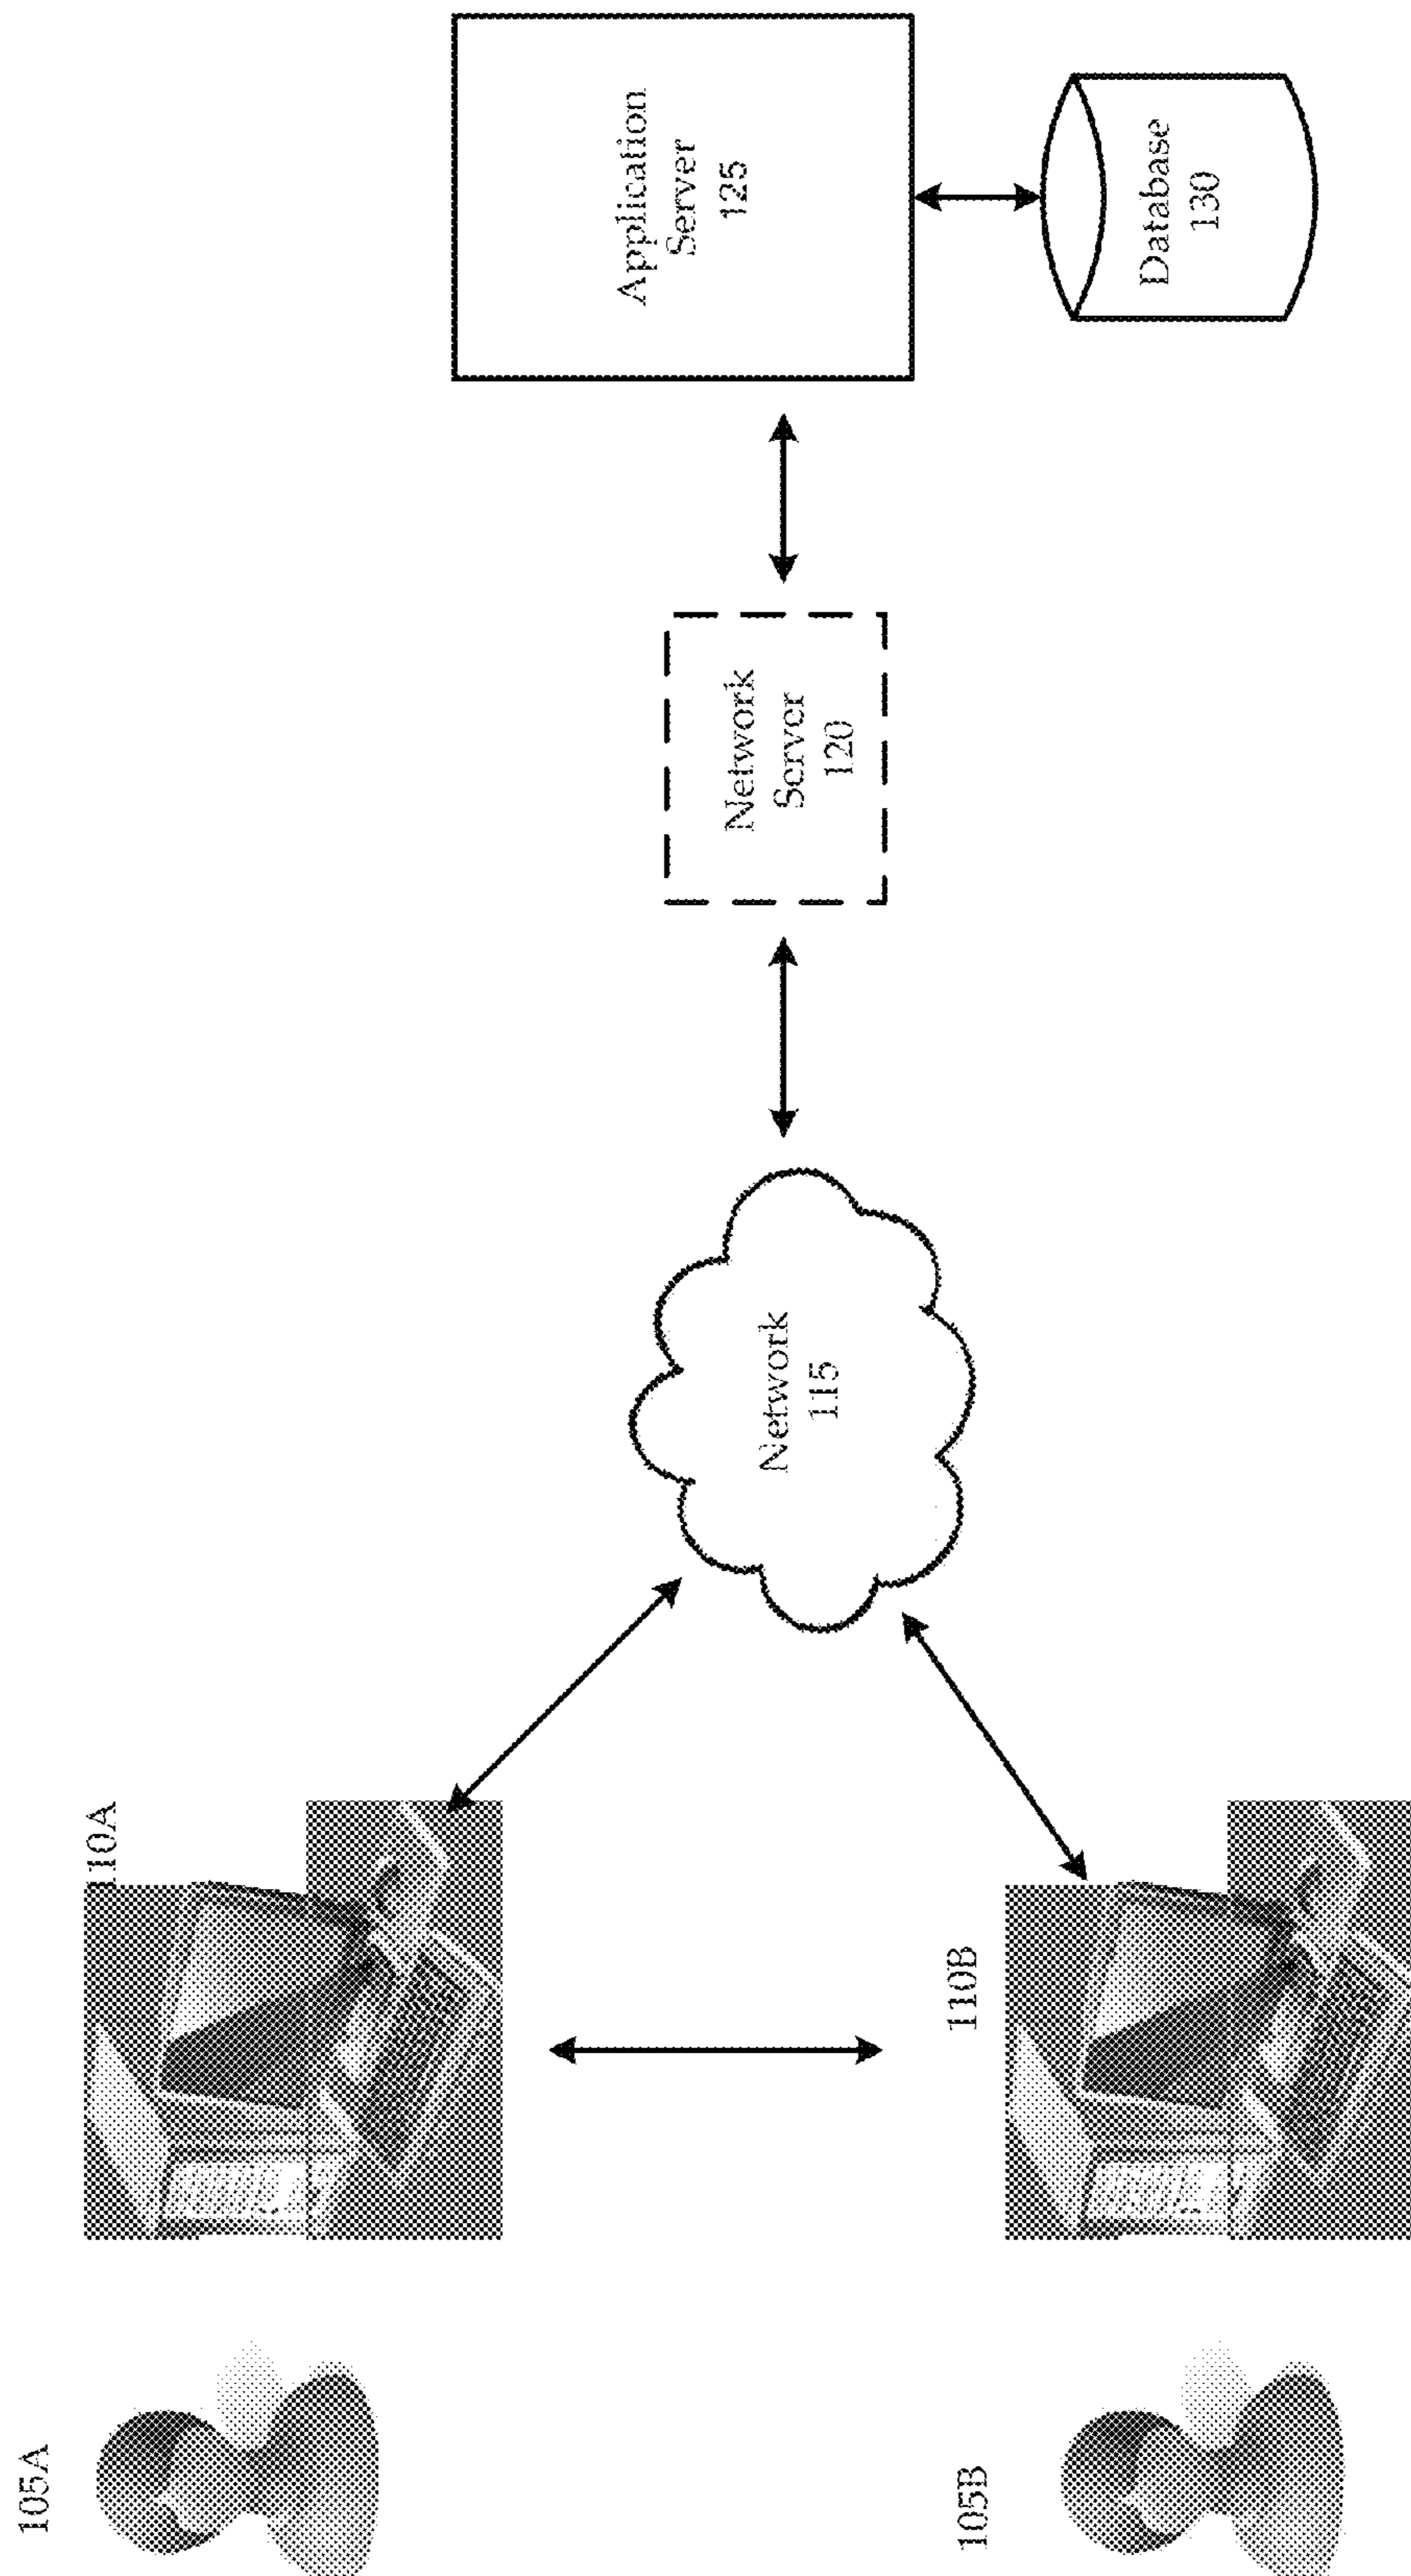 105A
110A
105B
110B
Network
115
Network
Server
120
Application
Server
125
Database
130